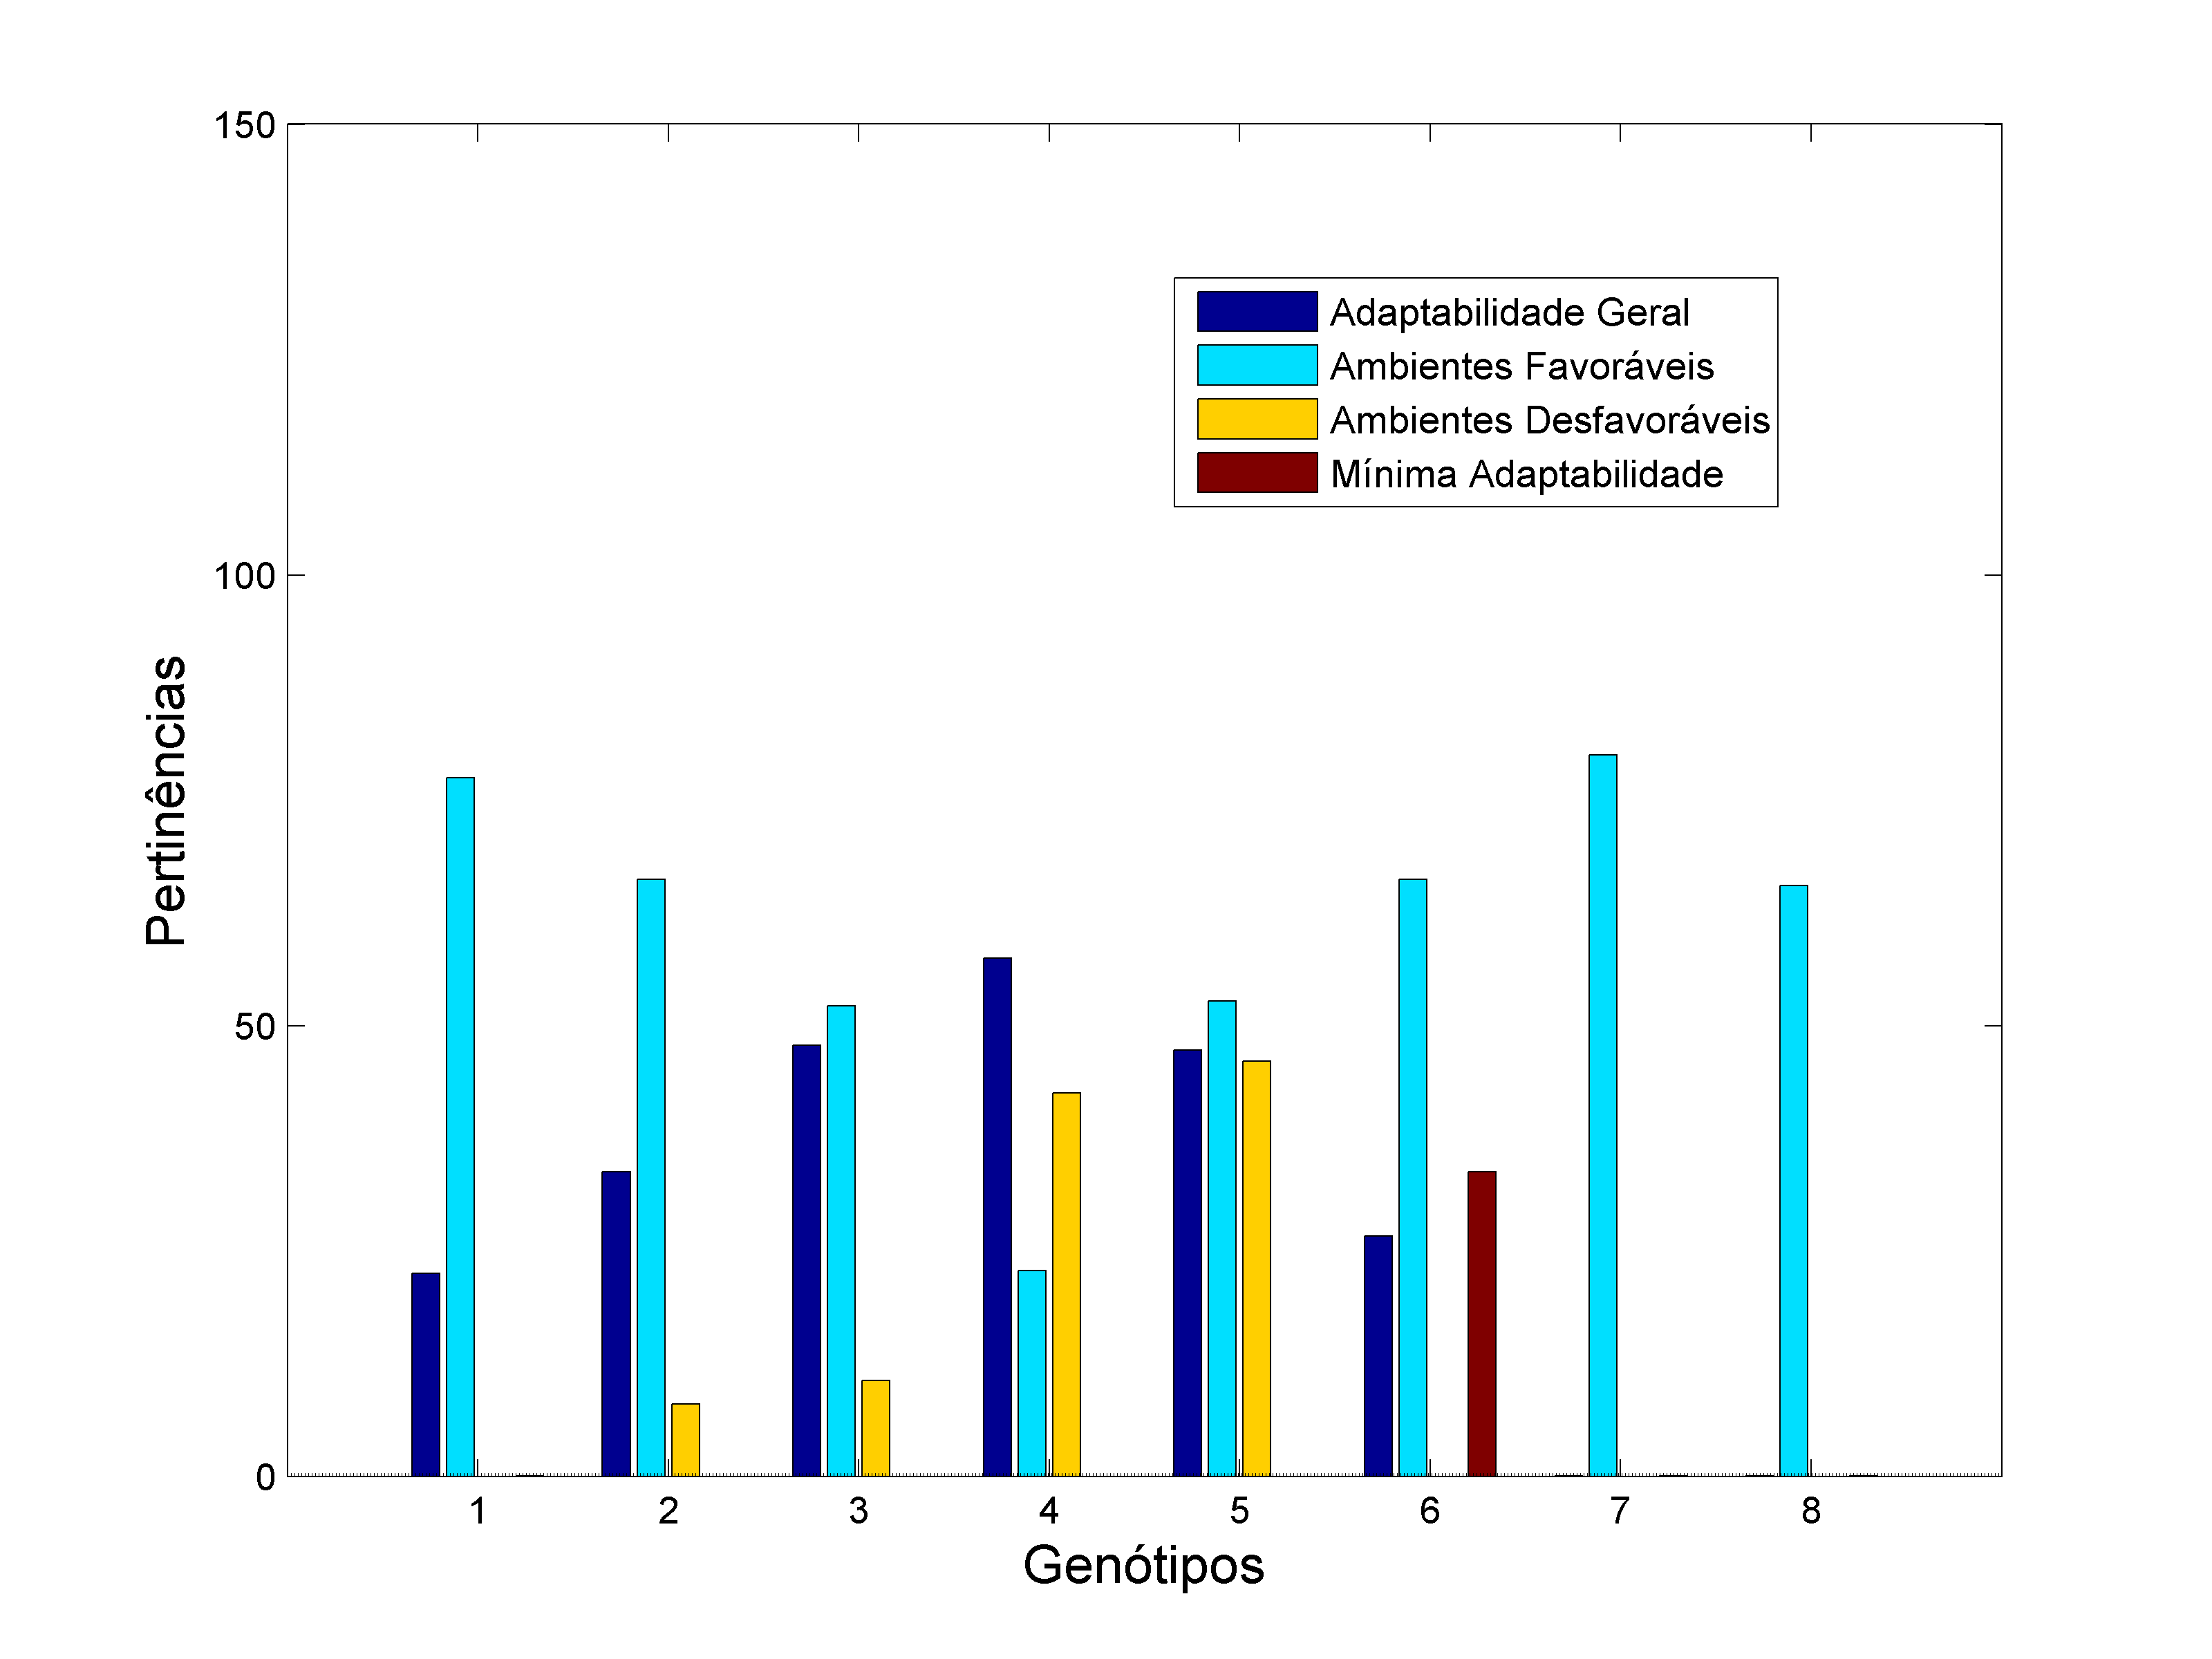 150
100
50
0
Pertinências
Adaptabilidade Geral
Ambientes Favoráveis
Ambientes Desfavoráveis
Mínima Adaptabilidade
1 2 3 4 5 6 7 8
Genótipos